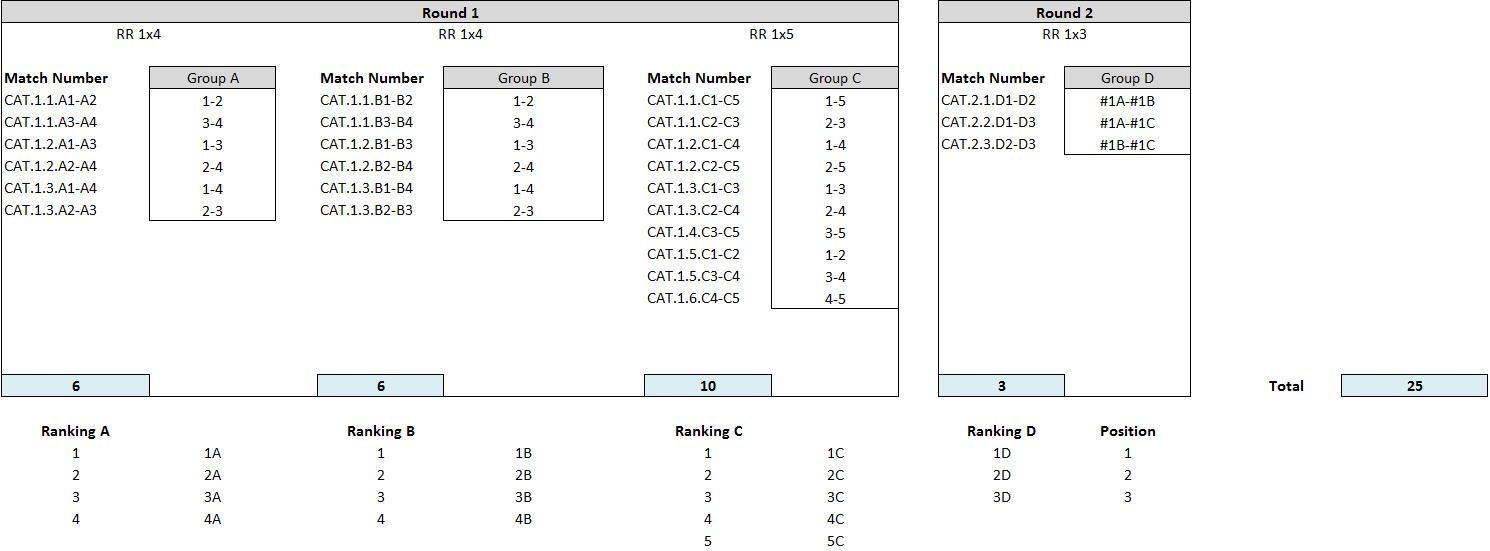 Round 1 Round 2
RR 1x4 RR 1x4 RR 1x5 RR 1x3
Match Number Group A Match Number Group B Match Number Group C Match Number Group D
CAT.1.1.A1-A2 1-2 CAT.1.1.B1-B2 1-2 CAT.1.1.C1-C5 1-5 CAT.2.1.D1-D2 #1A-#1B
CAT.1.1.A3-A4 3-4 CAT.1.1.B3-B4 3-4 CAT.1.1.C2-C3 2-3 CAT.2.2.D1-D3 #1A-#1C
CAT.1.2.A1-A3 1-3 CAT.1.2.B1-B3 1-3 CAT.1.2.C1-C4 1-4 CAT.2.3.D2-D3 #1B-#1C
CAT.1.2.A2-A4 2-4 CAT.1.2.B2-B4 2-4 CAT.1.2.C2-C5 2-5
CAT.1.3.A1-A4 1-4 CAT.1.3.B1-B4 1-4 CAT.1.3.C1-C3 1-3
CAT.1.3.A2-A3 2-3 CAT.1.3.B2-B3 2-3 CAT.1.3.C2-C4 2-4
CAT.1.4.C3-C5 3-5
CAT.1.5.C1-C2 1-2
CAT.1.5.C3-C4 3-4
CAT.1.6.C4-C5 4-5
6 6 10 3 Total 25
Ranking A Ranking B Ranking C Ranking D Position
1 1A 1 1B 1 1C 1D 1
2 2A 2 2B 2 2C 2D 2
3 3A 3 3B 3 3C 3D 3
4 4A 4 4B 4 4C
5 5C